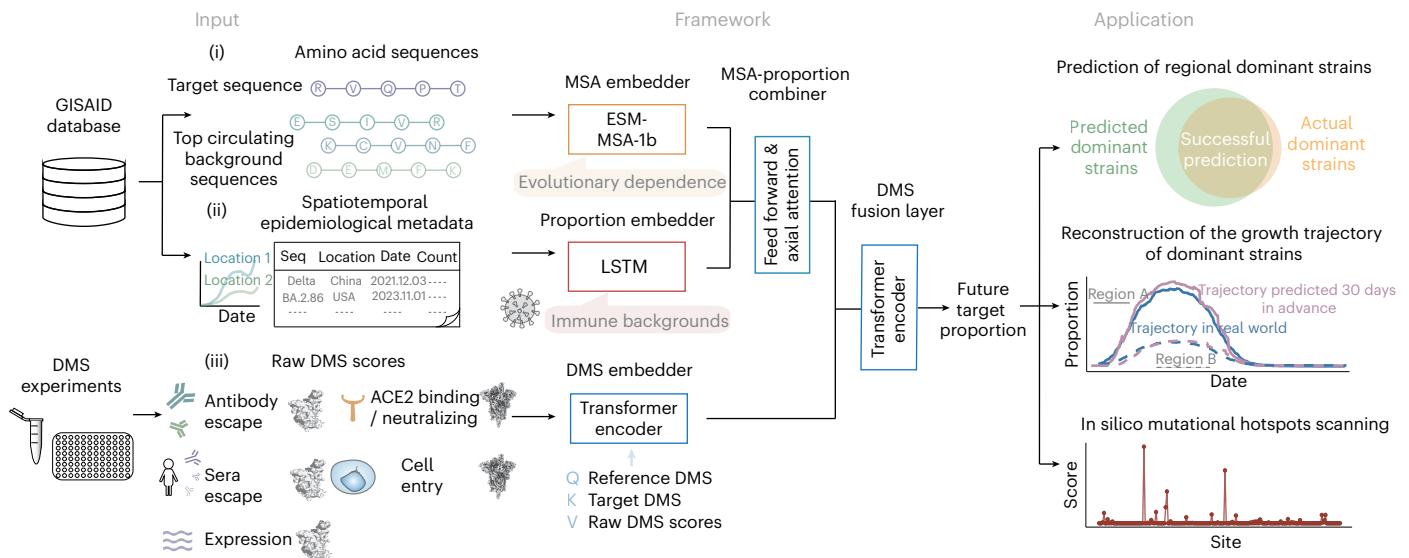 Input
Framework
Application
(i)
Amino acid sequences
Target sequence
R V Q P T
GISAID
database
Top circulating
background
sequences
E S I V R
K C V N F
D E M F K
(ii)
Spatiotemporal
epidemiological metadata
Location 1
Location 2
Date
Seq Location Date Count
Delta China 2021.12.03 ----
BA.2.86 USA 2023.11.01 ----
---- ---- ---- ----
DMS
experiments
(iii)
Raw DMS scores
Antibody
escape
ACE2 binding
/ neutralizing
Sera
escape
Cell
entry
Expression
MSA embedder
ESM-
MSA-1b
Evolutionary dependence
Proportion embedder
LSTM
Immune backgrounds
MSA-proportion
combiner
Feed forward &
axial attention
DMS embedder
Transformer
encoder
Q Reference DMS
K Target DMS
V Raw DMS scores
DMS
fusion layer
Transformer
encoder
Future
target
proportion
Prediction of regional dominant strains
Predicted
dominant
strains
Successful
prediction
Actual
dominant
strains
Reconstruction of the growth trajectory
of dominant strains
Proportion
Region A
Trajectory predicted 30 days
in advance
Trajectory in real world
Region B
Date
In silico mutational hotspots scanning
Score
Site